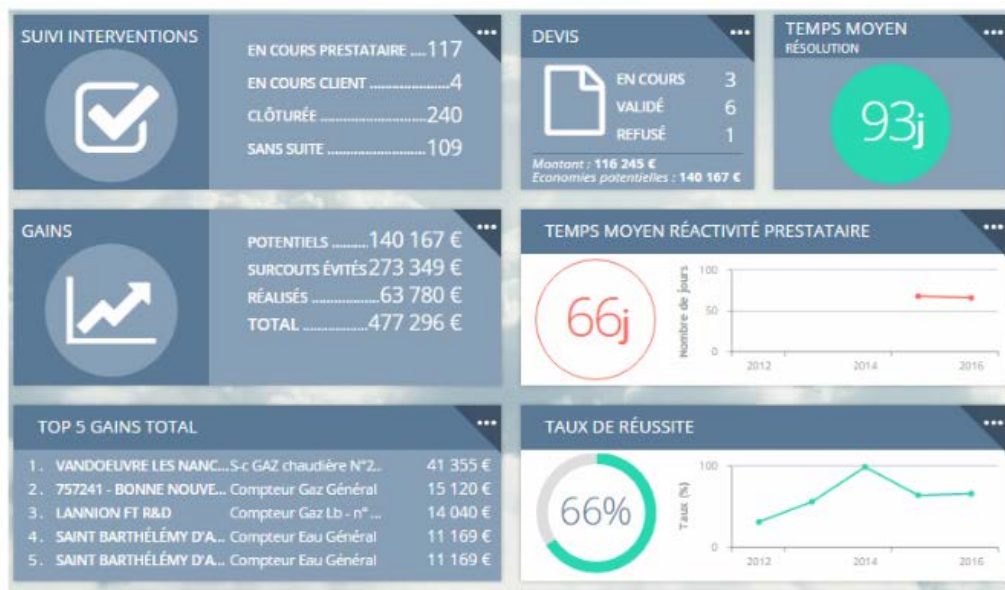 SUIVI INTERVENTIONS
EN COURS PRESTATAIRE ....117
EN COURS CLIENT ......................4
CLÔTURÉE .............................240
SANS SUITE ...........................109
DEVIS
EN COURS 3
VALIDÉ 6
REFUSÉ 1
Montant : 116 245 €
Economies potentielles : 140 167 €
TEMPS MOYEN
RÉSOLUTION
93j
GAINS
POTENTIELS .........140 167 €
SURCOUTS ÉVITÉS 273 349 €
RÉALISÉS .................63 780 €
TOTAL ................477 296 €
TEMPS MOYEN RÉACTIVITÉ PRESTATAIRE
66j
Nombre de jours
100
50
0
2012 2014 2016
TOP 5 GAINS TOTAL
1. VANDOEUVRE LES NANC... S-c GAZ chaudière N°2... 41 355 €
2. 757241 - BONNE NOUVE... Compteur Gaz Général 15 120 €
3. LANNION FT R&D Compteur Gaz Lb - n° ... 14 040 €
4. SAINT BARTHÉLÉMY D'A... Compteur Eau Général 11 169 €
5. SAINT BARTHÉLÉMY D'A... Compteur Eau Général 11 169 €
TAUX DE RÉUSSITE
66%
Taux (%)
100
0
2012 2014 2016